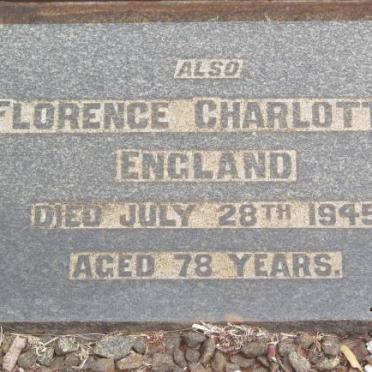 ALSO
FLORENCE CHARLOTT
ENGLAND
DIED JULY 28TH 1945
AGED 78 YEARS.